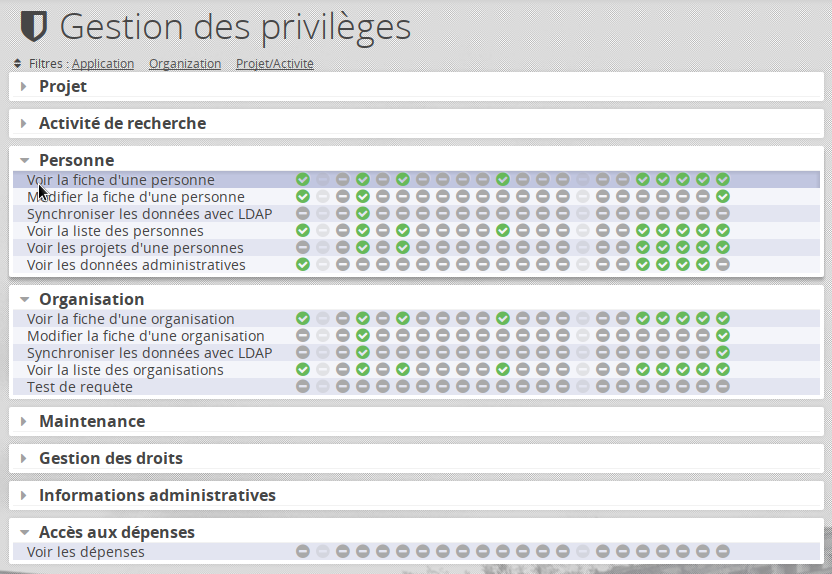 Gestion des privilèges
Filtres : Application Organization Projet/Activité
Projet
Activité de recherche
Personne
Voir la fiche d'une personne
Modifier la fiche d'une personne
Synchroniser les données avec LDAP
Voir la liste des personnes
Voir les projets d'une personnes
Voir les données administratives
Organisation
Voir la fiche d'une organisation
Modifier la fiche d'une organisation
Synchroniser les données avec LDAP
Voir la liste des organisations
Test de requète
Maintenance
Gestion des droits
Informations administratives
Accès aux dépenses
Voir les dépenses